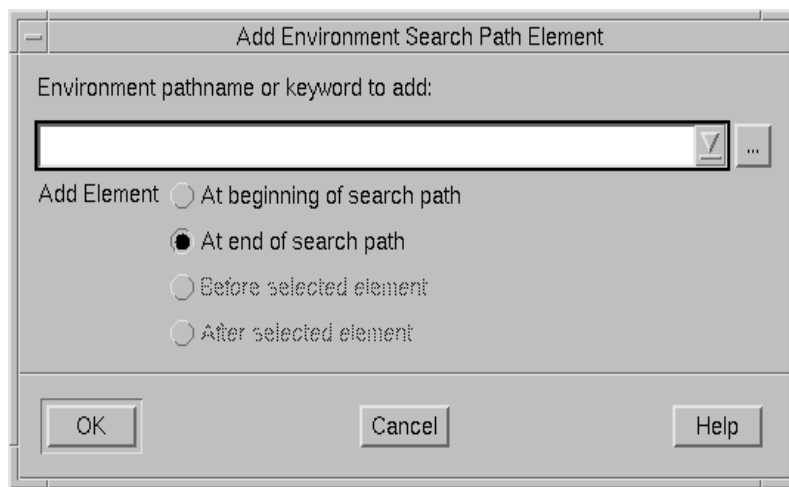 Add Environment Search Path Element
Environment pathname or keyword to add:
...
Add Element At beginning of search path
At end of search path
Before selected element
After selected element
OK Cancel Help